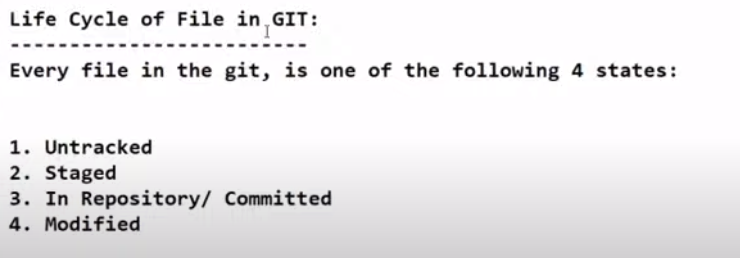 Life Cycle of File in GIT:
--------------------------
Every file in the git, is one of the following 4 states:
1. Untracked
2. Staged
3. In Repository/ Committed
4. Modified